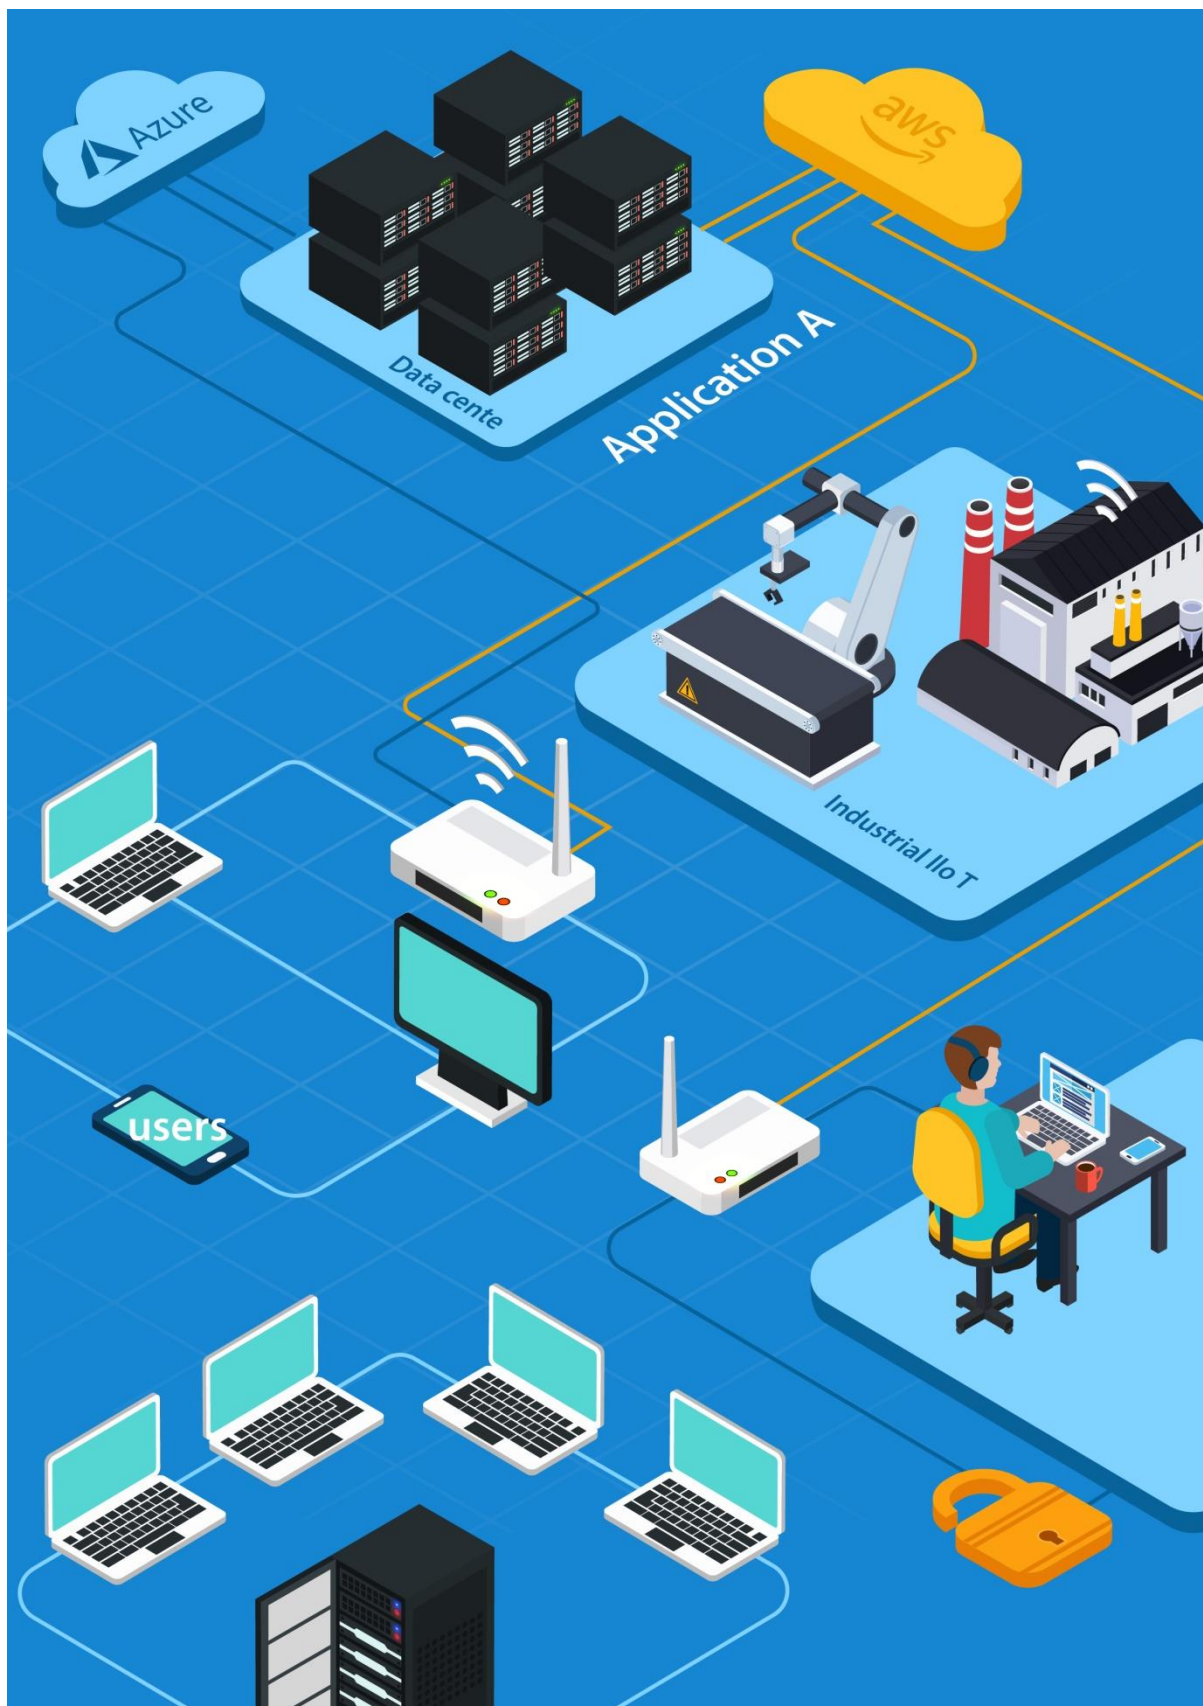 Azure
aws
Data cente
Application A
Industrial IIo T
users